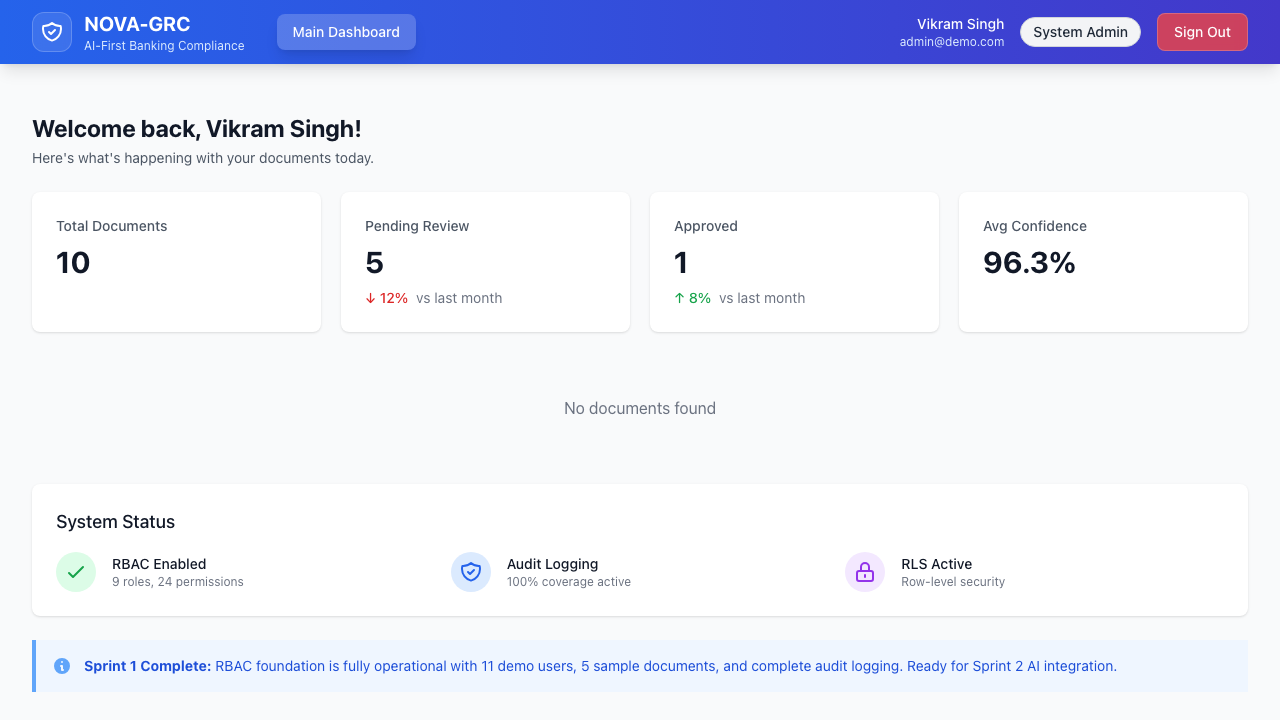 NOVA-GRC
AI-First Banking Compliance
Main Dashboard
Vikram Singh
admin@demo.com
System Admin
Sign Out
Welcome back, Vikram Singh!
Here's what's happening with your documents today.
Total Documents
10
Pending Review
5
↓ 12% vs last month
Approved
1
↑ 8% vs last month
Avg Confidence
96.3%
No documents found
System Status
RBAC Enabled
9 roles, 24 permissions
Audit Logging
100% coverage active
RLS Active
Row-level security
Sprint 1 Complete: RBAC foundation is fully operational with 11 demo users, 5 sample documents, and complete audit logging. Ready for Sprint 2 AI integration.